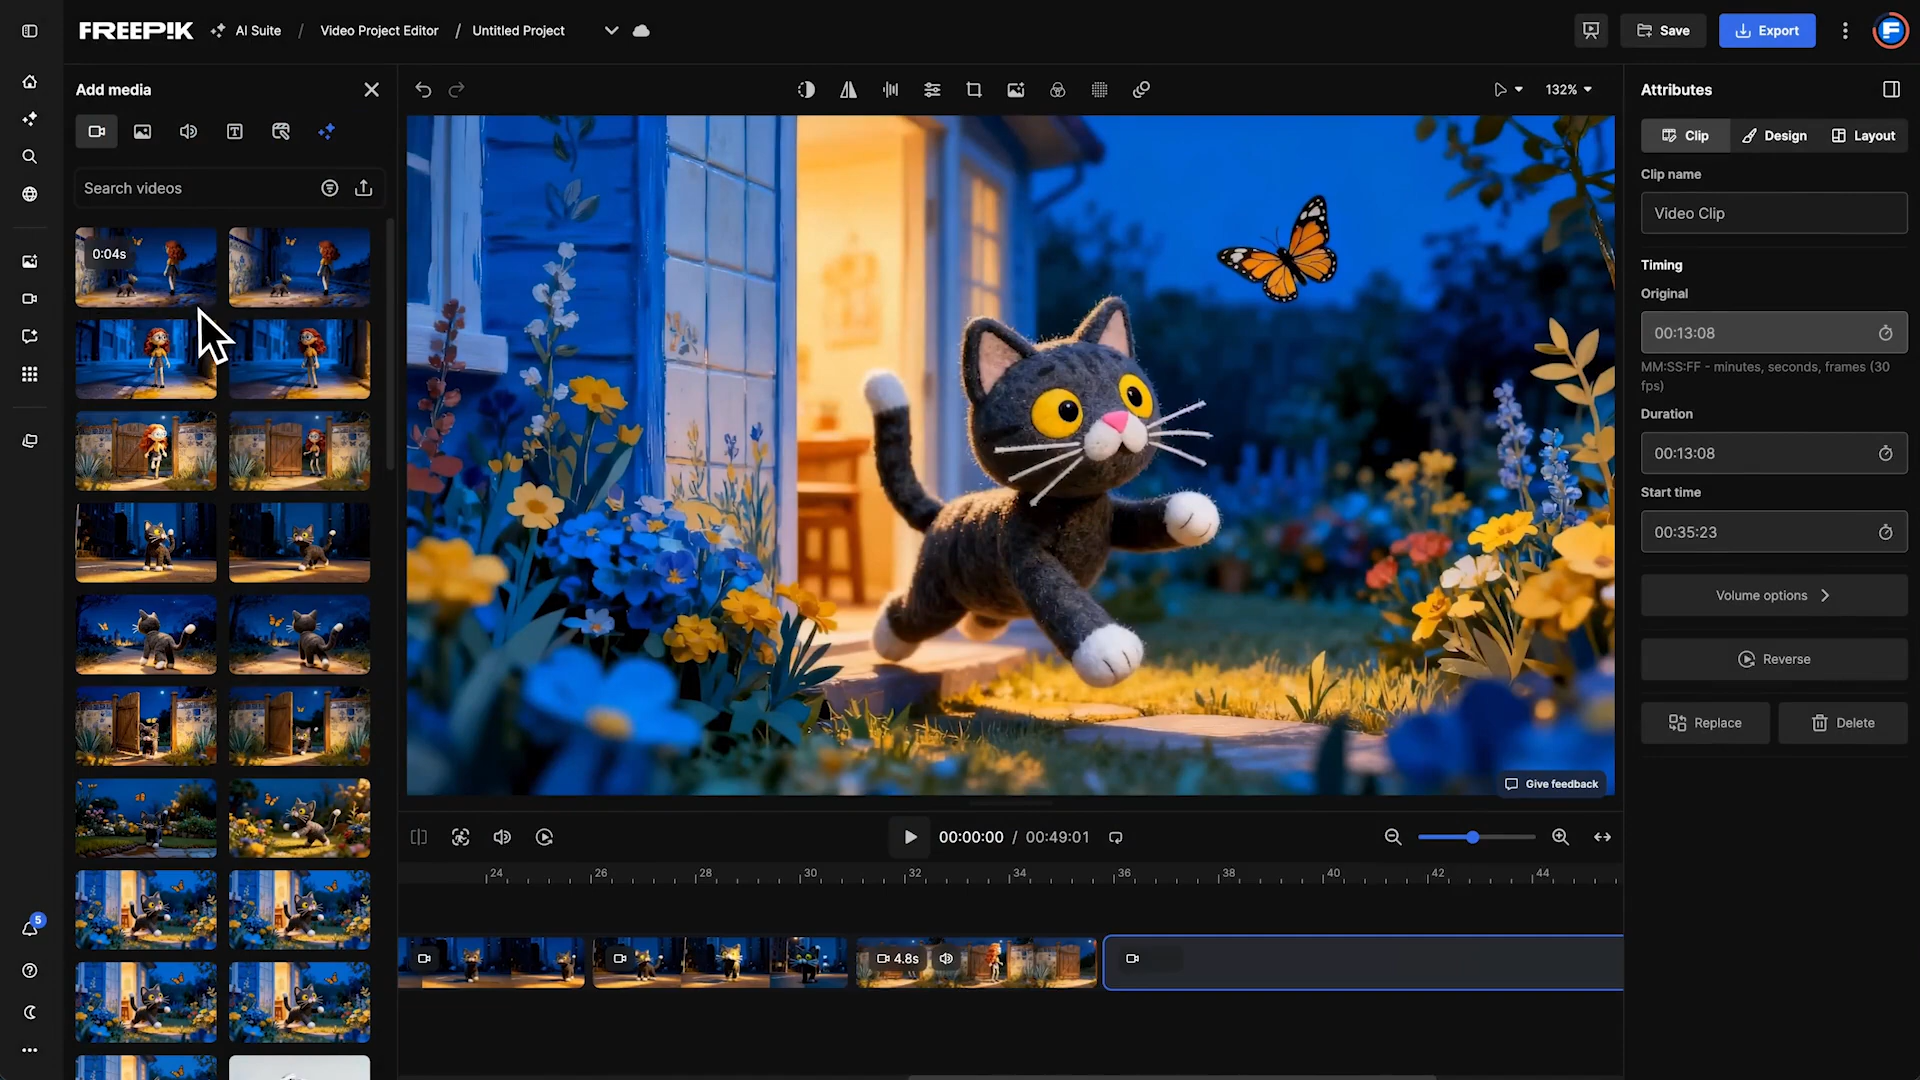 FREEP!K AI Suite / Video Project Editor / Untitled Project
Save
Export
Add media
132%
Attributes
Clip
Design
Layout
Search videos
Clip name
Video Clip
0:04s
Timing
Original
00:13:08
MM:SS:FF - minutes, seconds, frames (30
fps)
Duration
00:13:08
Start time
00:35:23
Volume options
Reverse
Replace
Delete
Give feedback
00:00:00 / 00:49:01
24 26 28 30 32 34 36 38 40 42 44
5
4.8s